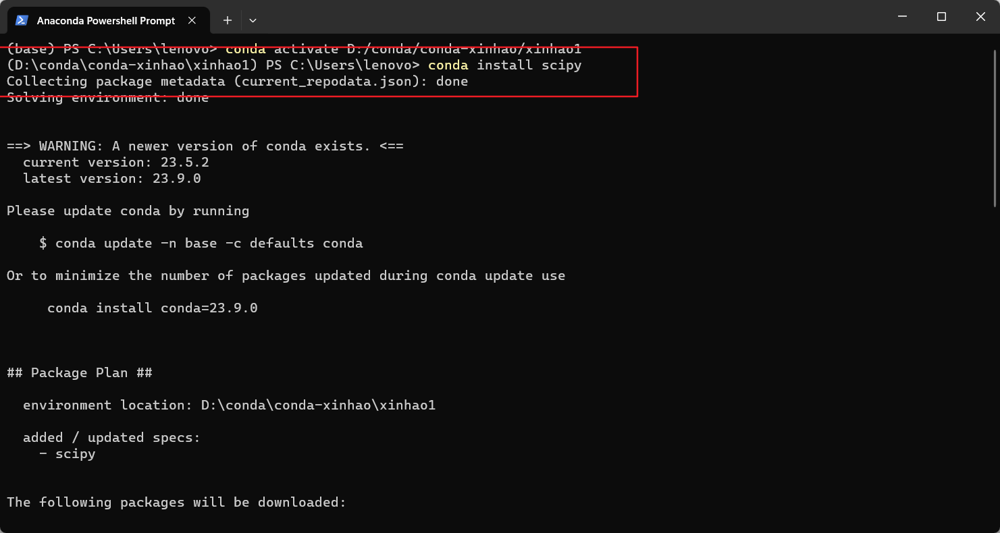 Anaconda Powershell Prompt
(base) PS C:\Users\lenovo> conda activate D:/conda/conda-xinhao/xinhao1
(D:\conda\conda-xinhao\xinhao1) PS C:\Users\lenovo> conda install scipy
Collecting package metadata (current_repodata.json): done
Solving environment: done
==> WARNING: A newer version of conda exists. <==
current version: 23.5.2
latest version: 23.9.0
Please update conda by running
$ conda update -n base -c defaults conda
Or to minimize the number of packages updated during conda update use
conda install conda=23.9.0
## Package Plan ##
environment location: D:\conda\conda-xinhao\xinhao1
added / updated specs:
- scipy
The following packages will be downloaded: